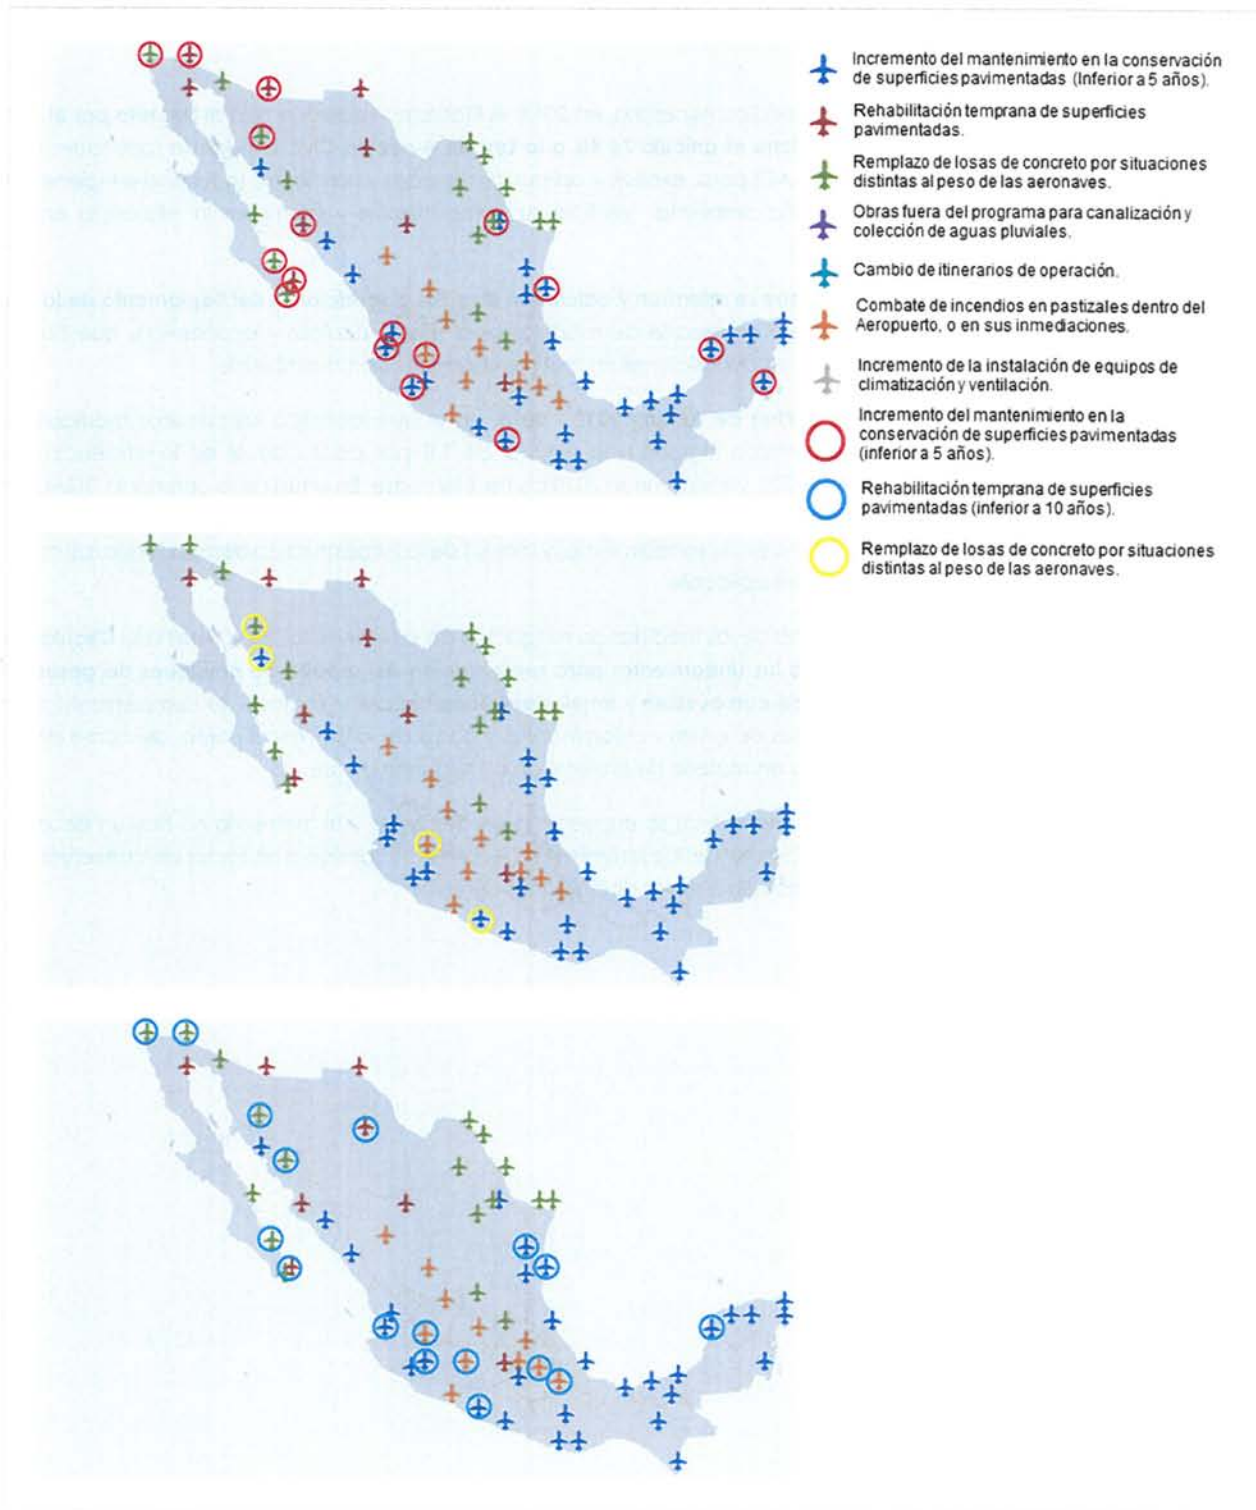 Incremento del mantenimiento en la conservación
de superficies pavimentadas (Inferior a 5 años).
Rehabilitación temprana de superficies
pavimentadas.
Remplazo de losas de concreto por situaciones
distintas al peso de las aeronaves.
Obras fuera del programa para canalización y
colección de aguas pluviales.
Cambio de itinerarios de operación.
Combate de incendios en pastizales dentro del
Aeropuerto, o en sus inmediaciones.
Incremento de la instalación de equipos de
climatización y ventilación.
Incremento del mantenimiento en la
conservación de superficies pavimentadas
(inferior a 5 años).
Rehabilitación temprana de superficies
pavimentadas (inferior a 10 años).
Remplazo de losas de concreto por situaciones
distintas al peso de las aeronaves.